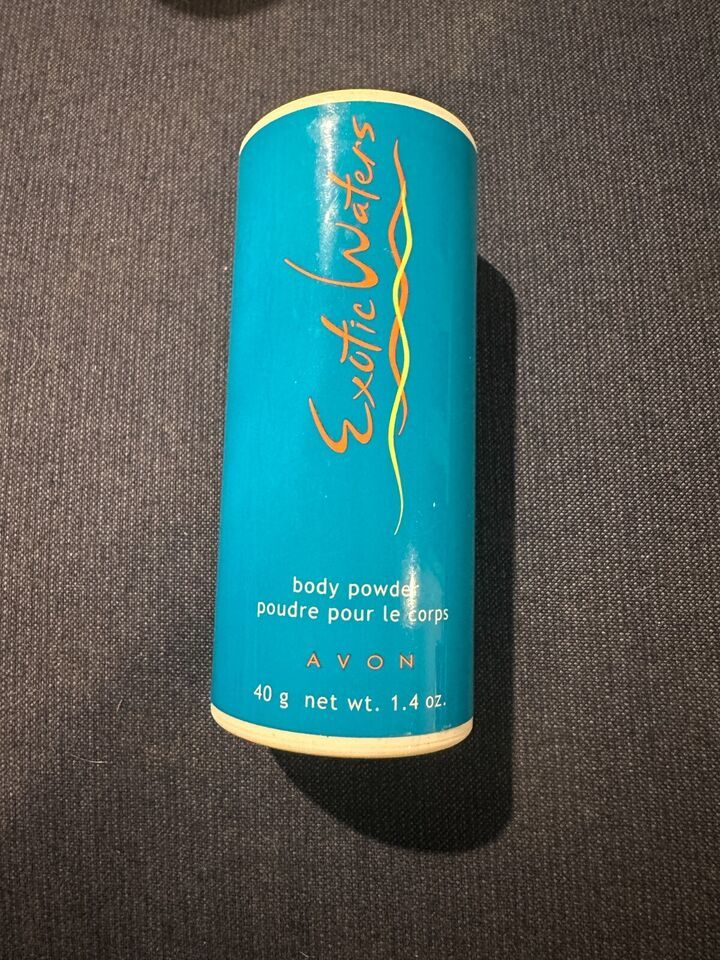 Exotic Waters
body powder
poudre pour le corps
AVON
40 g net wt. 1.4 oz.